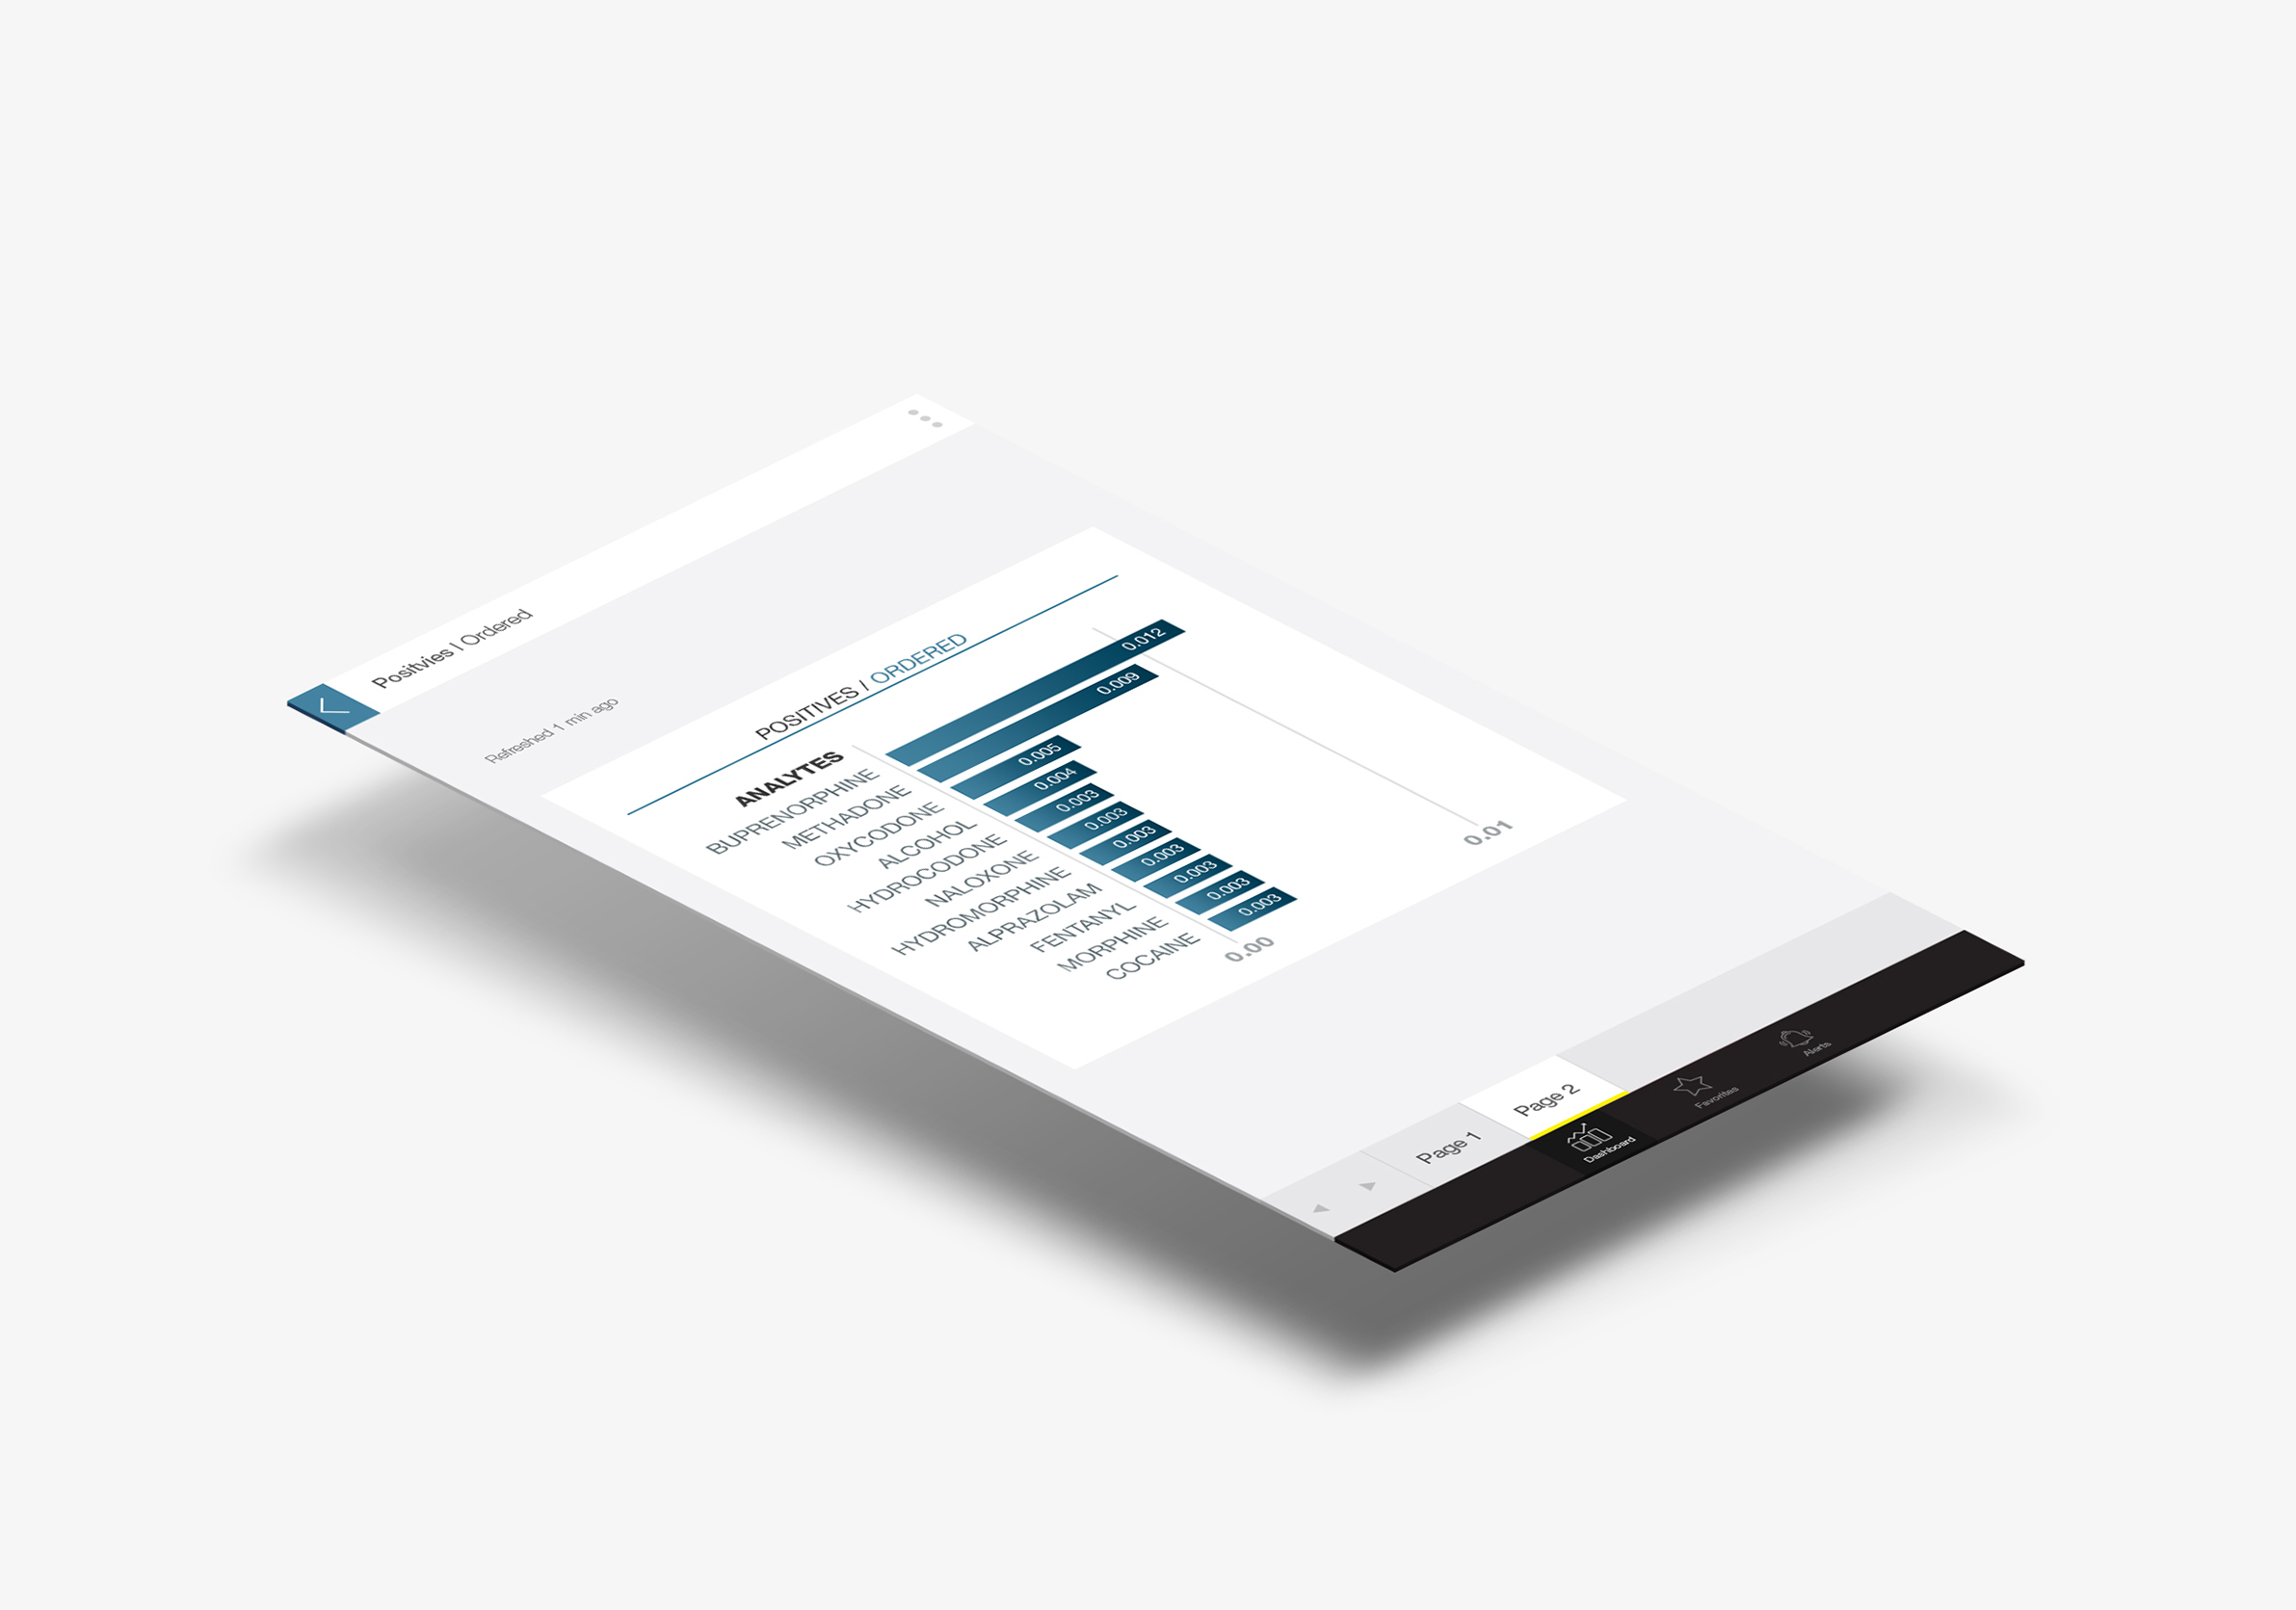 Positvies | Ordered
Refreshed 1 min ago
POSITIVES / ORDERED
ANALYTES
BUPRENORPHINE 0.012
METHADONE 0.009
OXYCODONE 0.005
ALCOHOL 0.004
HYDROCODONE 0.003
NALOXONE 0.003
HYDROMORPHINE 0.003
ALPRAZOLAM 0.003
FENTANYL 0.003
MORPHINE 0.003
COCAINE 0.003
0.00 0.01
Page 1 Page 2
Dashboard Favorites Alerts